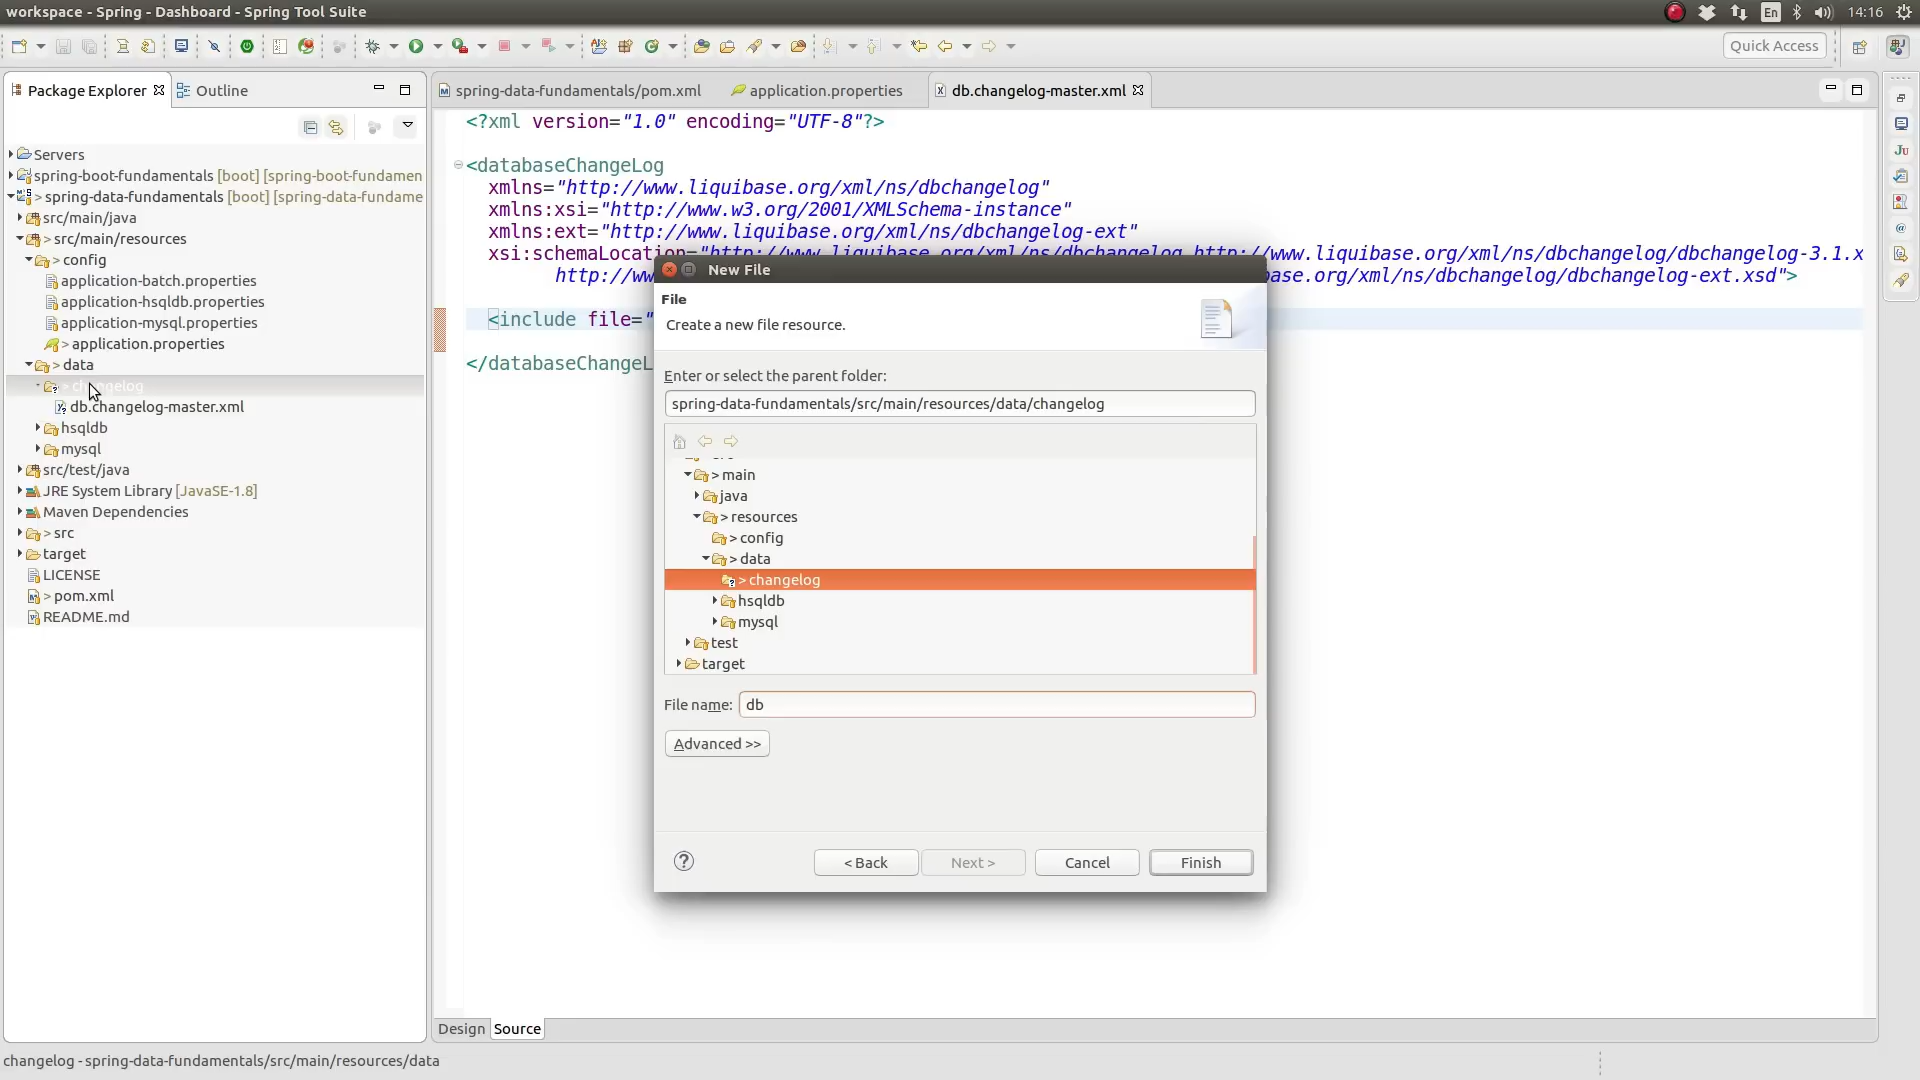 workspace - Spring - Dashboard - Spring Tool Suite
En
14:16
Quick Access
Package Explorer
Outline
spring-data-fundamentals/pom.xml
application.properties
db.changelog-master.xml
Servers
spring-boot-fundamentals [boot] [spring-boot-fundamen
> spring-data-fundamentals [boot] [spring-data-fundame
src/main/java
> src/main/resources
> config
application-batch.properties
application-hsqldb.properties
application-mysql.properties
> application.properties
> data
> changelog
db.changelog-master.xml
hsqldb
mysql
src/test/java
JRE System Library [JavaSE-1.8]
Maven Dependencies
> src
target
LICENSE
> pom.xml
README.md
<?xml version="1.0" encoding="UTF-8"?>
<databaseChangeLog
xmlns="http://www.liquibase.org/xml/ns/dbchangelog"
xmlns:xsi="http://www.w3.org/2001/XMLSchema-instance"
xmlns:ext="http://www.liquibase.org/xml/ns/dbchangelog-ext"
xsi:schemaLocation="http://www.liquibase.org/xml/ns/dbchangelog http://www.liquibase.org/xml/ns/dbchangelog/dbchangelog-3.1.x
http://ww
base.org/xml/ns/dbchangelog/dbchangelog-ext.xsd">
<include file="
</databaseChangeL
New File
File
Create a new file resource.
Enter or select the parent folder:
spring-data-fundamentals/src/main/resources/data/changelog
> main
java
> resources
> config
> data
> changelog
hsqldb
mysql
test
target
File name:
db
Advanced >>
< Back
Next >
Cancel
Finish
Design
Source
Ju
changelog - spring-data-fundamentals/src/main/resources/data